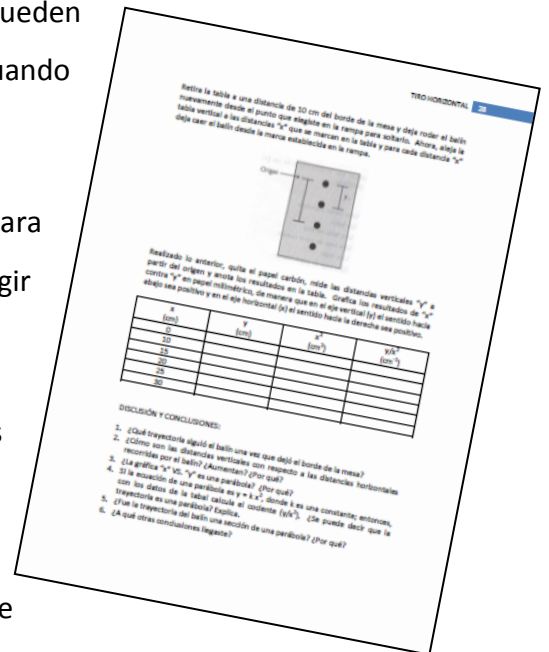 ueden
uando
ara
gir
s
e
TIRO HORIZONTAL 28
Retira la tabla a una distancia de 10 cm del borde de la mesa y deja rodar el balín
nuevamente desde el punto que elegiste en la rampa para soltarlo. Ahora, aleja la
tabla vertical a las distancias "x" que se marcan en la tabla y para cada distancia "x"
deja caer el balín desde la marca establecida en la rampa.
Origen
Y
Realizado lo anterior, quita el papel carbón, mide las distancias verticales "y" a
partir del origen y anota los resultados en la tabla. Grafica los resultados de "x"
contra "y" en papel milimétrico, de manera que en el eje vertical (y) el sentido hacia
abajo sea positivo y en el eje horizontal (x) el sentido hacia la derecha sea positivo.
x y x² y/x²
(cm) (cm) (cm²) (cm⁻¹)
0
10
15
20
25
30
DISCUSIÓN Y CONCLUSIONES:
1. ¿Qué trayectoria siguió el balín una vez que dejó el borde de la mesa?
2. ¿Cómo son las distancias verticales con respecto a las distancias horizontales
recorridas por el balín? ¿Aumentan? ¿Por qué?
3. ¿La gráfica "x" VS. "y" es una parábola? ¿Por qué?
4. Si la ecuación de una parábola es y = k x², donde k es una constante; entonces,
con los datos de la tabal calcula el cociente (y/x²). ¿Se puede decir que la
trayectoria es una parábola? Explica.
5. ¿Fue la trayectoria del balín una sección de una parábola? ¿Por qué?
6. ¿A qué otras conclusiones llegaste?